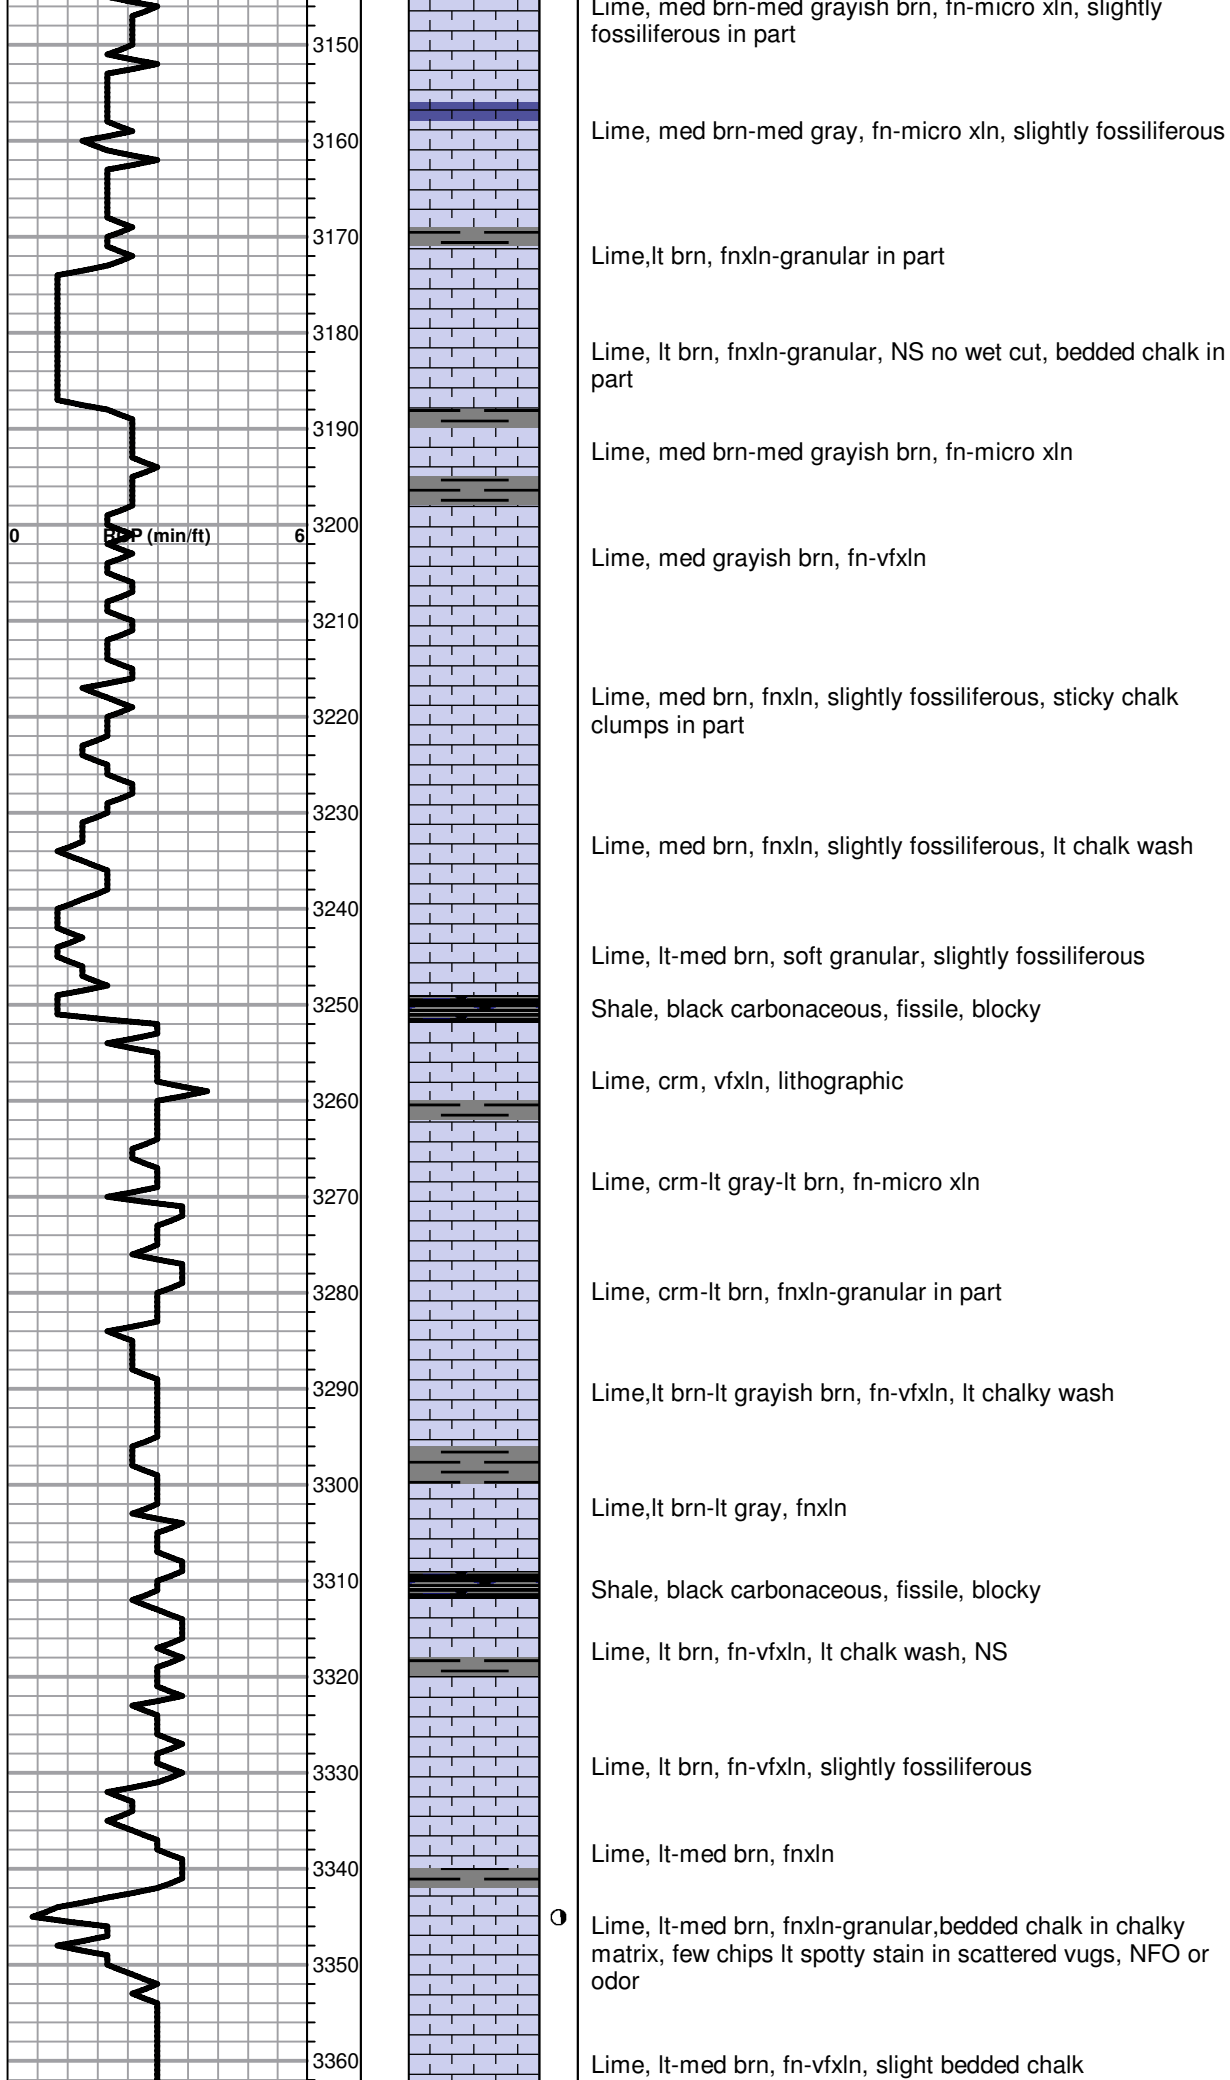 Lime, med brn-med grayish brn, fn-micro xln, slightly
fossiliferous in part
3150
Lime, med brn-med gray, fn-micro xln, slightly fossiliferous
3160
3170
Lime,lt brn, fnxln-granular in part
3180
Lime, lt brn, fnxln-granular, NS no wet cut, bedded chalk in
part
3190
Lime, med brn-med grayish brn, fn-micro xln
3200
0 ROP (min/ft) 6
Lime, med grayish brn, fn-vfxln
3210
Lime, med brn, fnxln, slightly fossiliferous, sticky chalk
clumps in part
3220
3230
Lime, med brn, fnxln, slightly fossiliferous, lt chalk wash
3240
Lime, lt-med brn, soft granular, slightly fossiliferous
3250
Shale, black carbonaceous, fissile, blocky
Lime, crm, vfxln, lithographic
3260
Lime, crm-lt gray-lt brn, fn-micro xln
3270
3280
Lime, crm-lt brn, fnxln-granular in part
3290
Lime,lt brn-lt grayish brn, fn-vfxln, lt chalky wash
3300
Lime,lt brn-lt gray, fnxln
3310
Shale, black carbonaceous, fissile, blocky
Lime, lt brn, fn-vfxln, lt chalk wash, NS
3320
Lime, lt brn, fn-vfxln, slightly fossiliferous
3330
Lime, lt-med brn, fnxln
3340
Lime, lt-med brn, fnxln-granular,bedded chalk in chalky
matrix, few chips lt spotty stain in scattered vugs, NFO or
odor
3350
3360
Lime, lt-med brn, fn-vfxln, slight bedded chalk